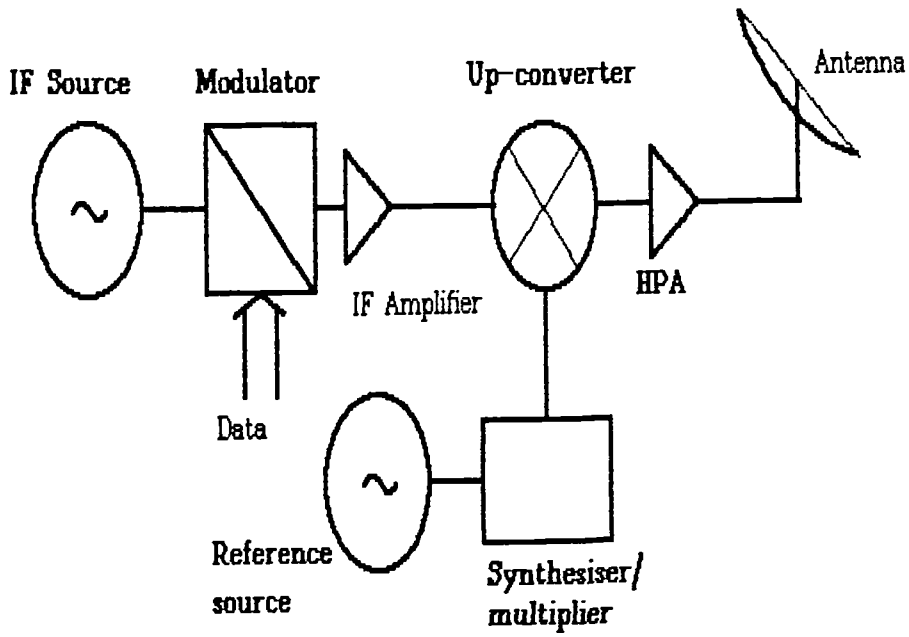 IF Source
Modulator
Up-converter
Antenna
IF Amplifier
HPA
Data
Reference
source
Synthesiser/
multiplier